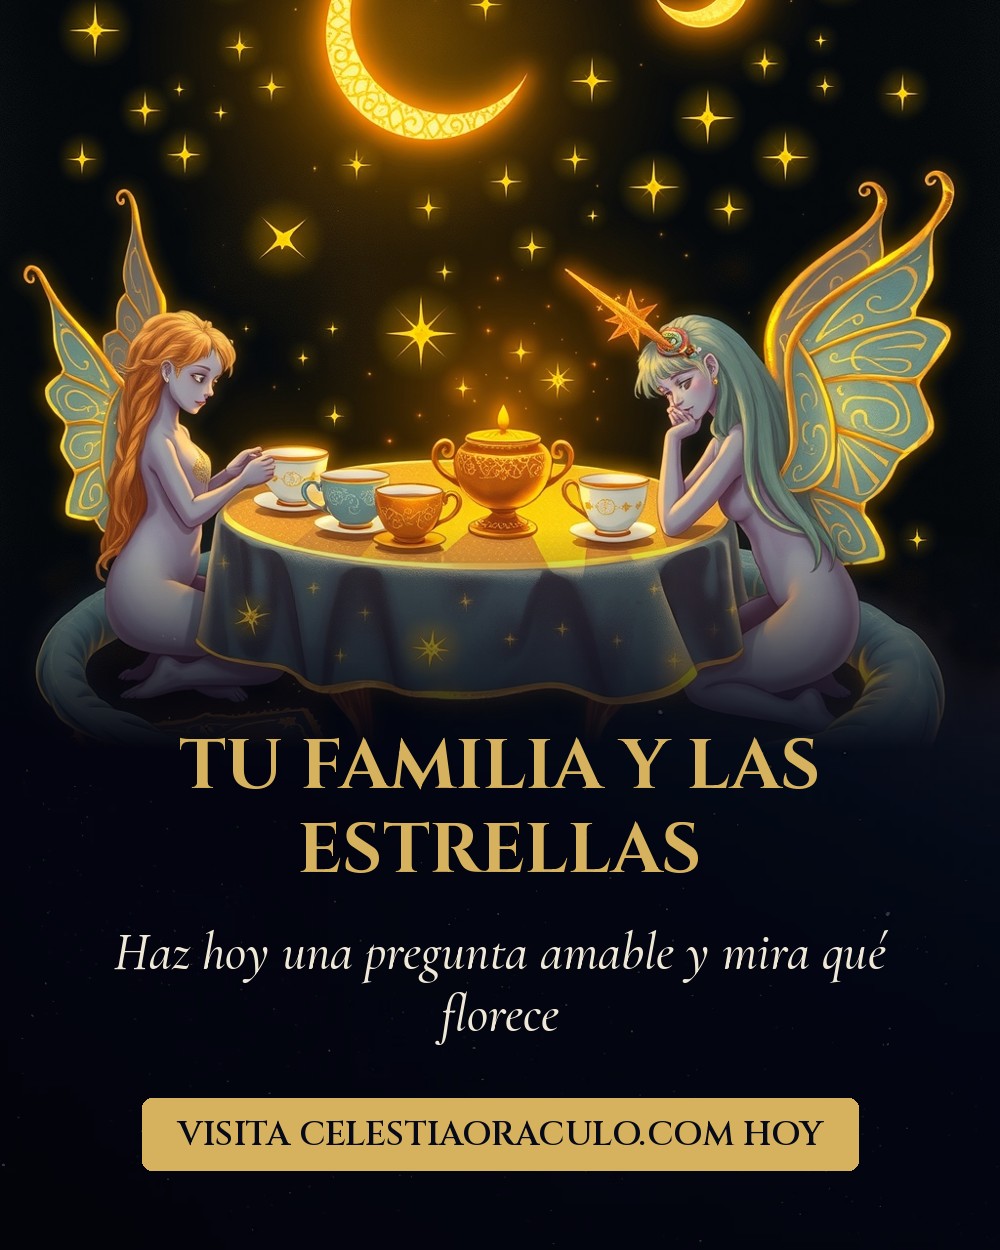 TU FAMILIA Y LAS
ESTRELLAS
Haz hoy una pregunta amable y mira qué
florece
VISITA CELESTIAORACULO.COM HOY